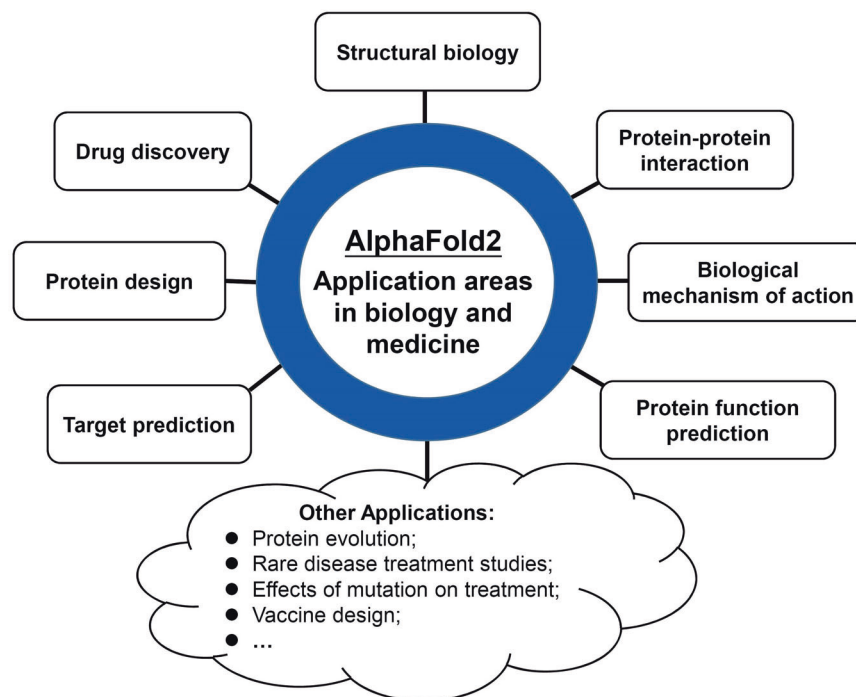 Structural biology
Drug discovery
Protein-protein
interaction
AlphaFold2
Application areas
in biology and
medicine
Protein design
Biological
mechanism of action
Target prediction
Protein function
prediction
Other Applications:
● Protein evolution;
● Rare disease treatment studies;
● Effects of mutation on treatment;
● Vaccine design;
● ...